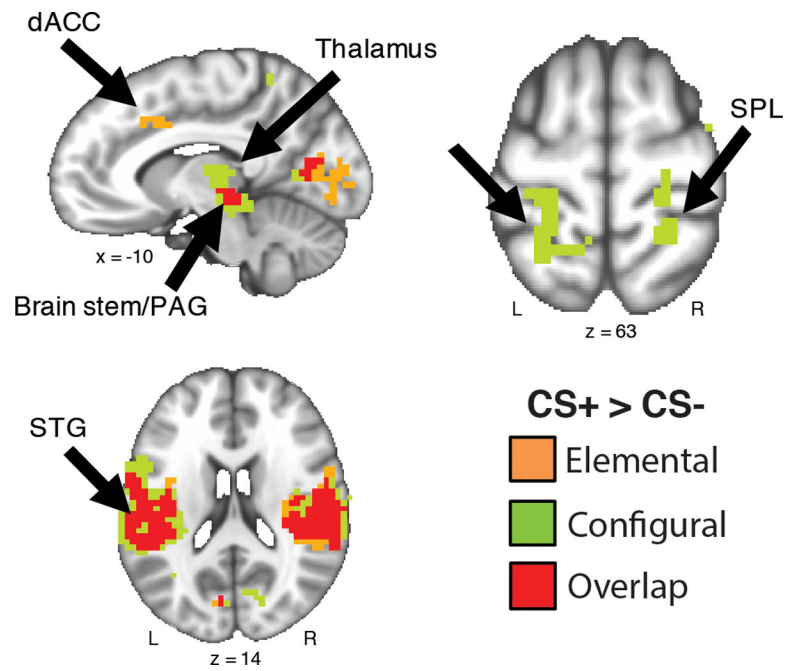 dACC
Thalamus
SPL
x = -10
Brain stem/PAG
L
R
z = 63
STG
CS+ > CS-
Elemental
Configural
Overlap
L
R
z = 14